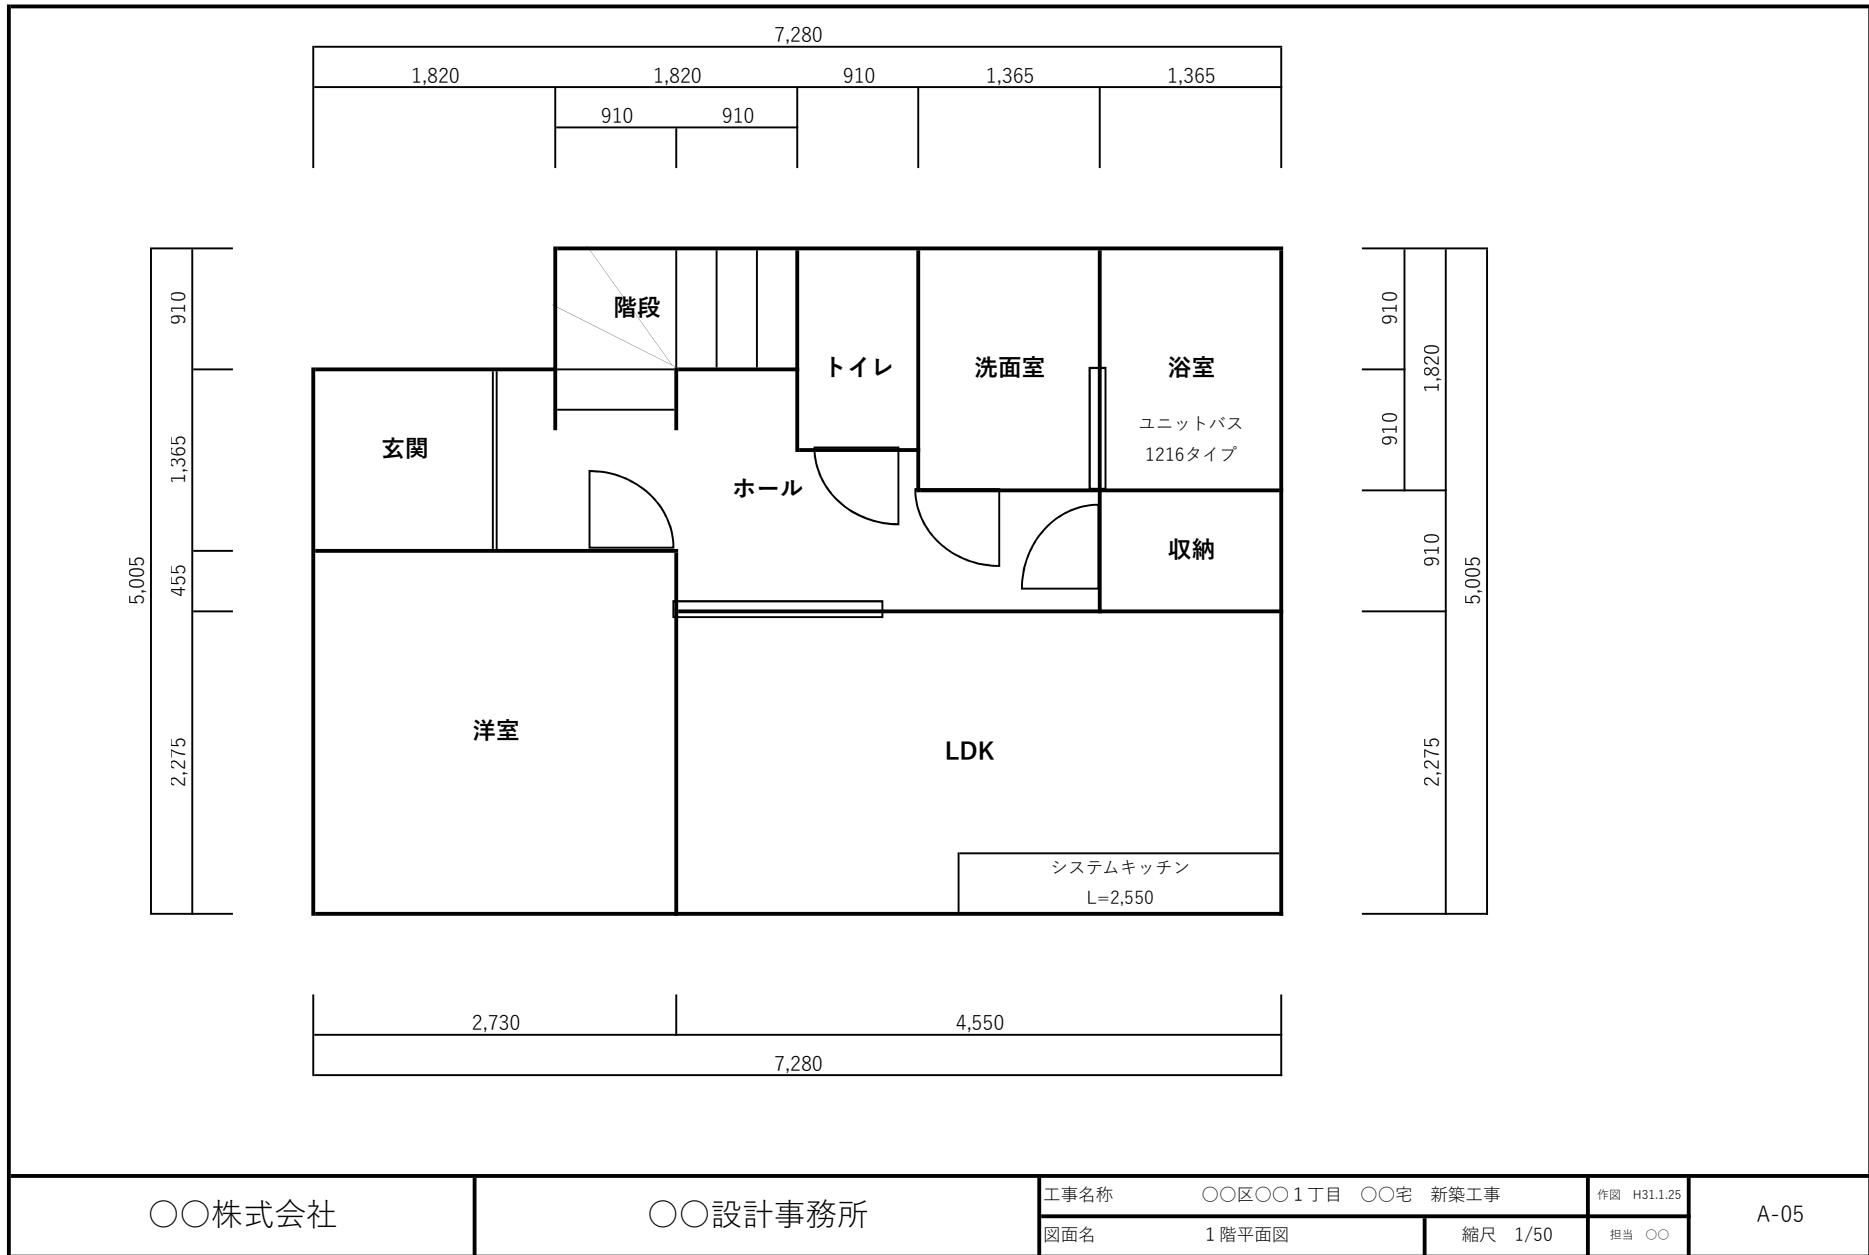 7,280
1,820 1,820 910 1,365 1,365
910 910
階段
トイレ 洗面室 浴室
玄関
ユニットバス
1216タイプ
ホール
収納
洋室
LDK
システムキッチン
L=2,550
910
1,365
455
2,275
5,005
910
910
1,820
910
2,275
5,005
2,730 4,550
7,280
〇〇株式会社
〇〇設計事務所
工事名称 〇〇区〇〇1丁目 〇〇宅 新築工事
作図 H31.1.25
図面名 1階平面図
縮尺 1/50
担当 〇〇
A-05